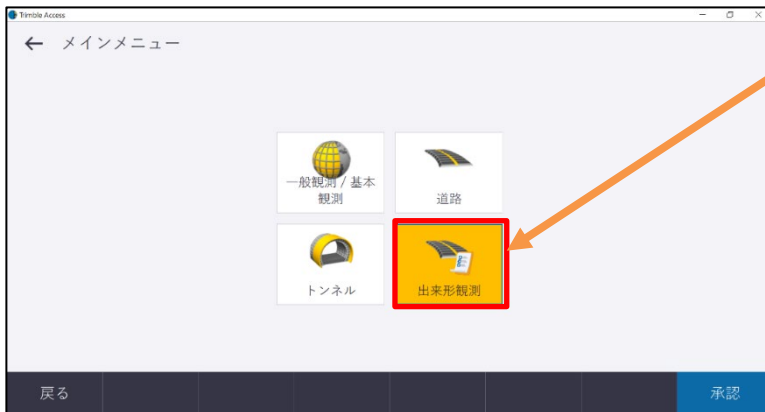 Trimble Access
メインメニュー
一般観測 / 基本
観測
道路
トンネル
出来形観測
戻る
承認